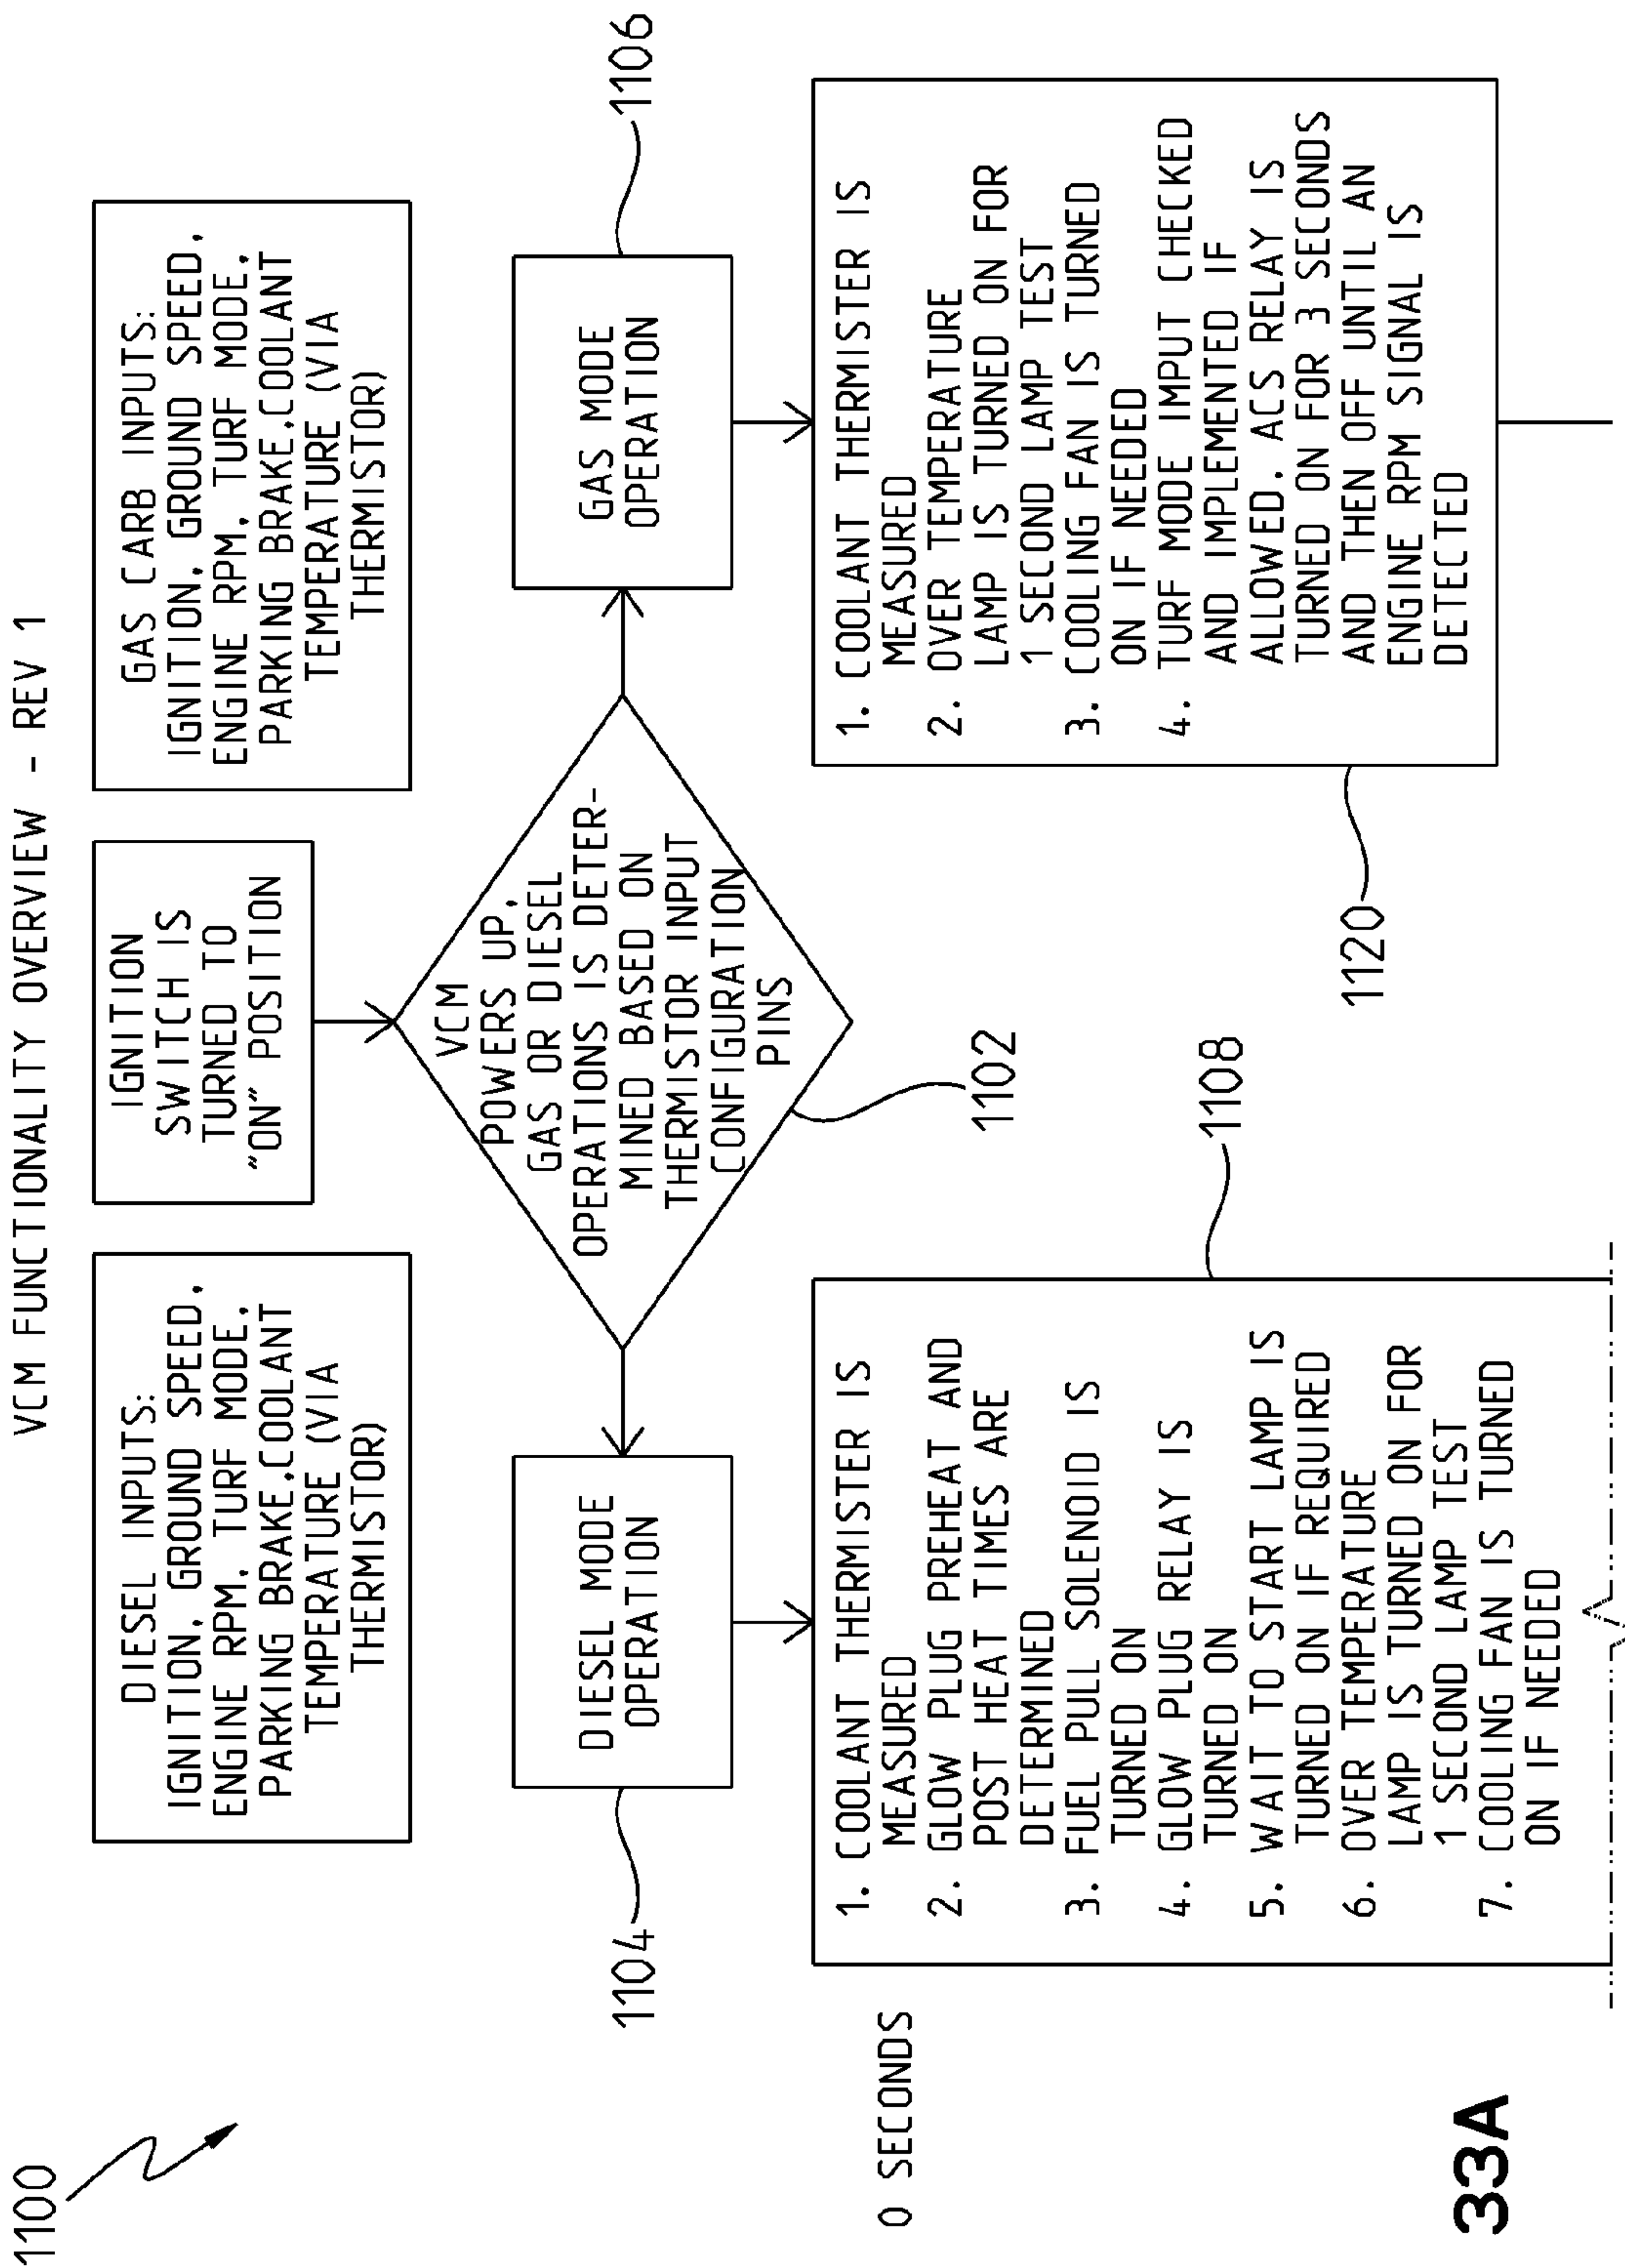 1100
VCM FUNCTIONALITY OVERVIEW - REV 1
DIESEL INPUTS:
IGNITION, GROUND SPEED,
ENGINE RPM, TURF MODE,
PARKING BRAKE,COOLANT
TEMPERATURE (VIA
THERMISTOR)
IGNITION
SWITCH IS
TURNED TO
"ON" POSITION
GAS CARB INPUTS:
IGNITION, GROUND SPEED,
ENGINE RPM, TURF MODE,
PARKING BRAKE,COOLANT
TEMPERATURE (VIA
THERMISTOR)
1104
DIESEL MODE
OPERATION
VCM
POWERS UP,
GAS OR DIESEL
OPERATIONS IS DETER-
MINED BASED ON
THERMISTOR INPUT
CONFIGURATION
PINS
1102
GAS MODE
OPERATION
1106
0 SECONDS
1. COOLANT THERMISTER IS
MEASURED
2. GLOW PLUG PREHEAT AND
POST HEAT TIMES ARE
DETERMINED
3. FUEL PULL SOLENOID IS
TURNED ON
4. GLOW PLUG RELAY IS
TURNED ON
5. WAIT TO START LAMP IS
TURNED ON IF REQUIRED
6. OVER TEMPERATURE
LAMP IS TURNED ON FOR
1 SECOND LAMP TEST
7. COOLING FAN IS TURNED
ON IF NEEDED
1108
1. COOLANT THERMISTER IS
MEASURED
2. OVER TEMPERATURE
LAMP IS TURNED ON FOR
1 SECOND LAMP TEST
3. COOLING FAN IS TURNED
ON IF NEEDED
4. TURF MODE IMPUT CHECKED
AND IMPLEMENTED IF
ALLOWED. ACS RELAY IS
TURNED ON FOR 3 SECONDS
AND THEN OFF UNTIL AN
ENGINE RPM SIGNAL IS
DETECTED
1120
33A